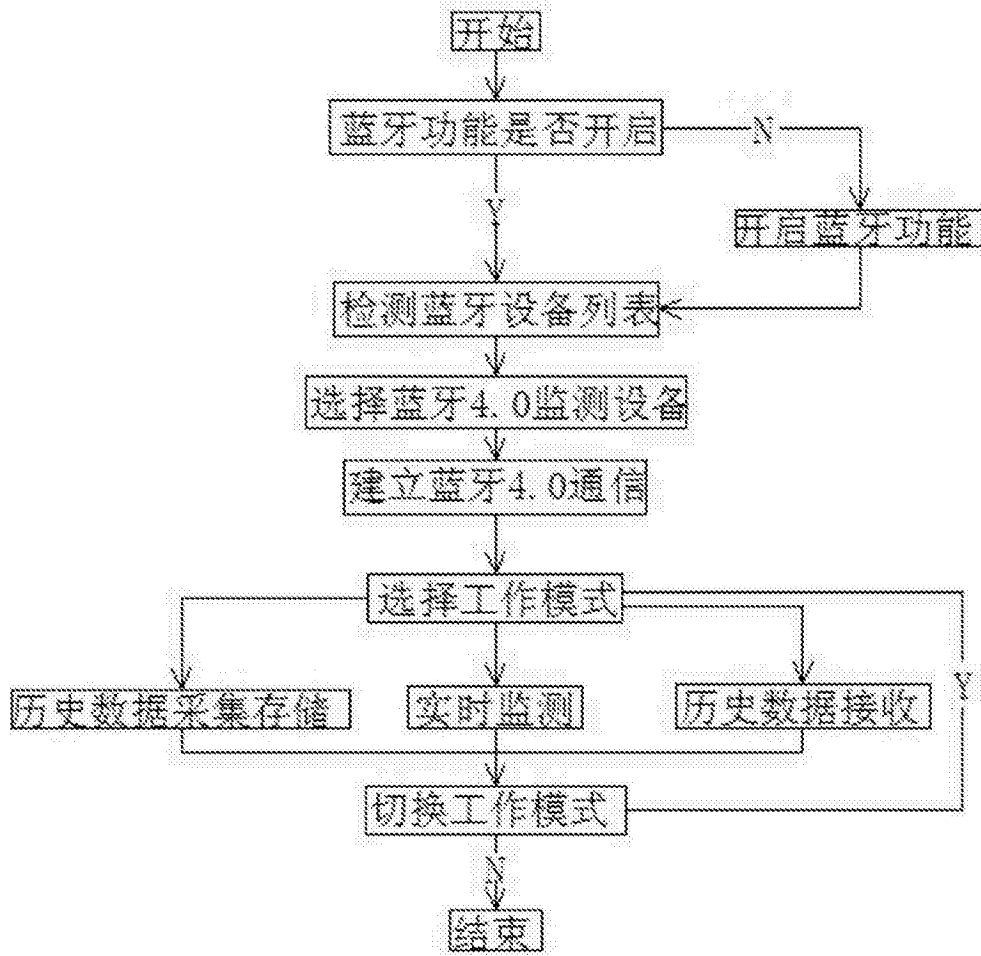 开始
蓝牙功能是否开启
N
Y
开启蓝牙功能
检测蓝牙设备列表
选择蓝牙4.0监测设备
建立蓝牙4.0通信
选择工作模式
Y
历史数据采集存储
实时监测
历史数据接收
切换工作模式
N
结束